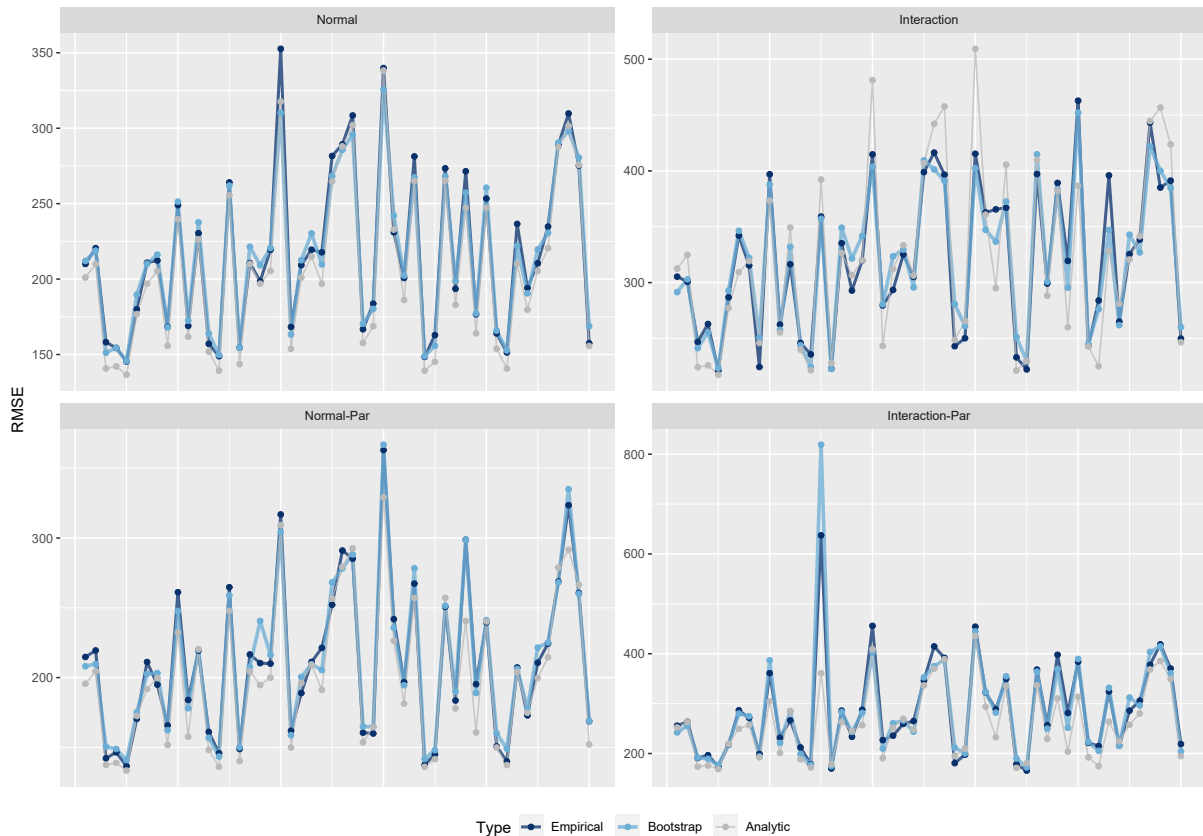 Normal
Interaction
350
300
250
200
150
500
400
300
RMSE
Normal-Par
Interaction-Par
300
200
800
600
400
200
Type Empirical Bootstrap Analytic